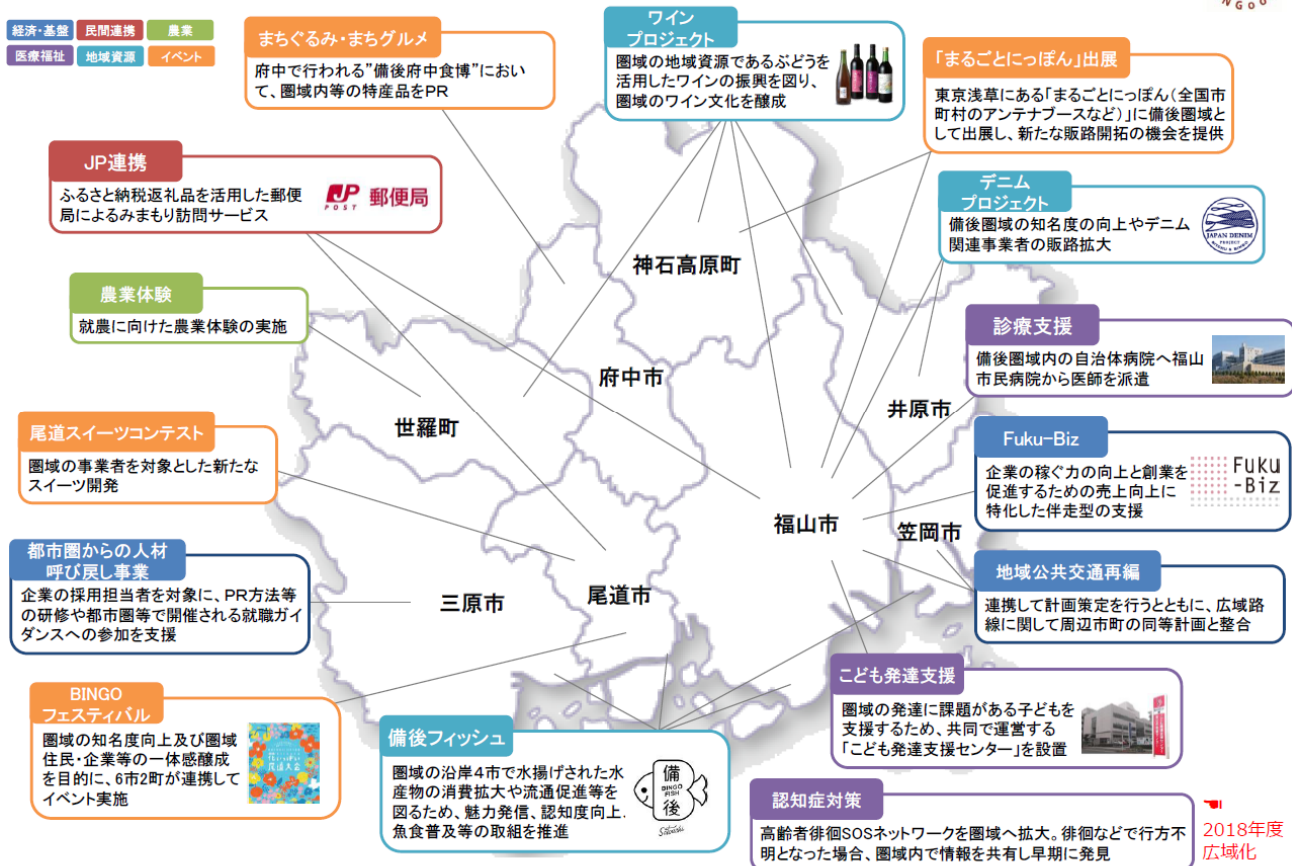 NGOO
経済・基盤
民間連携
農業
医療福祉
地域資源
イベント
まちぐるみ・まちグルメ
府中で行われる"備後府中食博"におい
て、圏域内等の特産品をPR
ワイン
プロジェクト
圏域の地域資源であるぶどうを
活用したワインの振興を図り、
圏域のワイン文化を醸成
「まるごとにっぽん」出展
東京浅草にある「まるごとにっぽん(全国市
町村のアンテナブースなど)」に備後圏域と
して出展し、新たな販路開拓の機会を提供
JP連携
ふるさと納税返礼品を活用した郵便
局によるみまもり訪問サービス
JP
POST
郵便局
デニム
プロジェクト
備後圏域の知名度の向上やデニム
関連事業者の販路拡大
JAPAN DENIM
PROJECT
農業体験
就農に向けた農業体験の実施
診療支援
備後圏域内の自治体病院へ福山
市民病院から医師を派遣
尾道スイーツコンテスト
圏域の事業者を対象とした新たな
スイーツ開発
Fuku-Biz
企業の稼ぐ力の向上と創業を
促進するための売上向上に
特化した伴走型の支援
Fuku
-Biz
都市圏からの人材
呼び戻し事業
企業の採用担当者を対象に、PR方法等
の研修や都市圏等で開催される就職ガイ
ダンスへの参加を支援
地域公共交通再編
連携して計画策定を行うとともに、広域路
線に関して周辺市町の同等計画と整合
BINGO
フェスティバル
圏域の知名度向上及び圏域
住民・企業等の一体感醸成
を目的に、6市2町が連携して
イベント実施
備後フィッシュ
圏域の沿岸4市で水揚げされた水
産物の消費拡大や流通促進等を
図るため、魅力発信、認知度向上、
魚食普及等の取組を推進
備
BINGO
FISH
後
こども発達支援
圏域の発達に課題がある子どもを
支援するため、共同で運営する
「こども発達支援センター」を設置
認知症対策
高齢者徘徊SOSネットワークを圏域へ拡大。徘徊などで行方不
明となった場合、圏域内で情報を共有し早期に発見
2018年度
広域化
神石高原町
府中市
世羅町
井原市
福山市
笠岡市
尾道市
三原市